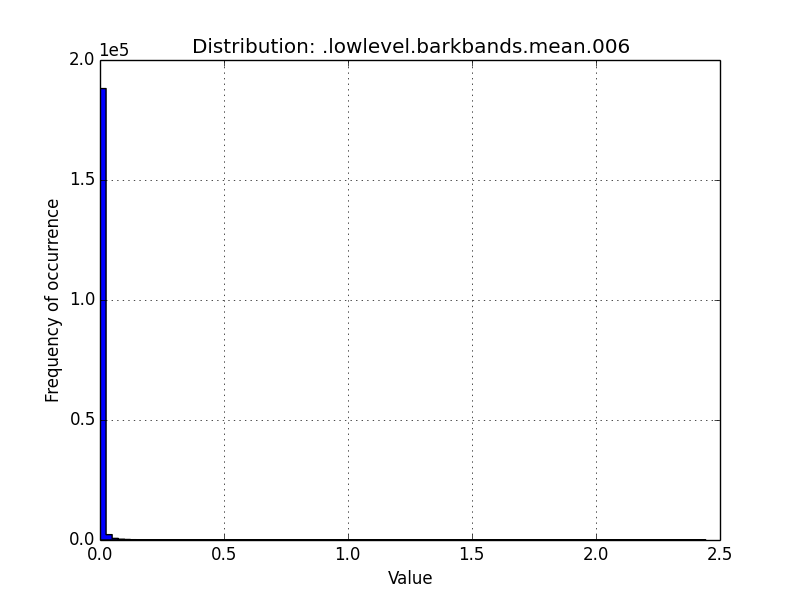 Distribution: .lowlevel.barkbands.mean.006
1e5
2.0
1.5
1.0
0.5
0.0
Frequency of occurrence
0.0 0.5 1.0 1.5 2.0 2.5
Value